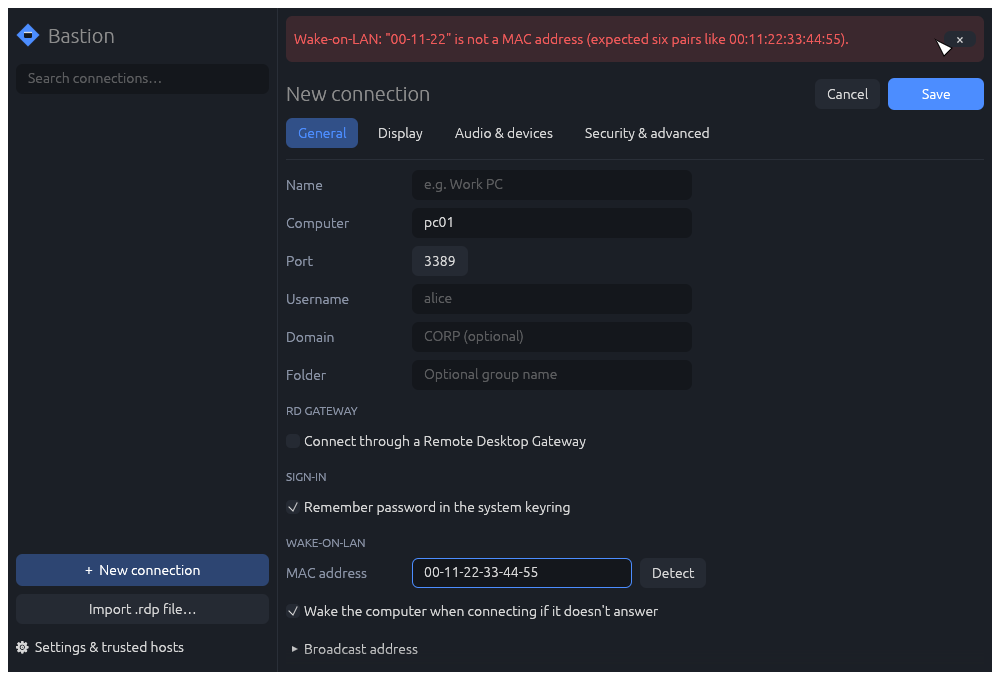 Bastion
Search connections...
+ New connection
Import .rdp file...
Settings & trusted hosts
Wake-on-LAN: "00-11-22" is not a MAC address (expected six pairs like 00:11:22:33:44:55).
×
New connection
Cancel
Save
General
Display
Audio & devices
Security & advanced
Name
e.g. Work PC
Computer
pc01
Port
3389
Username
alice
Domain
CORP (optional)
Folder
Optional group name
RD GATEWAY
Connect through a Remote Desktop Gateway
SIGN-IN
Remember password in the system keyring
WAKE-ON-LAN
MAC address
00-11-22-33-44-55
Detect
Wake the computer when connecting if it doesn't answer
Broadcast address